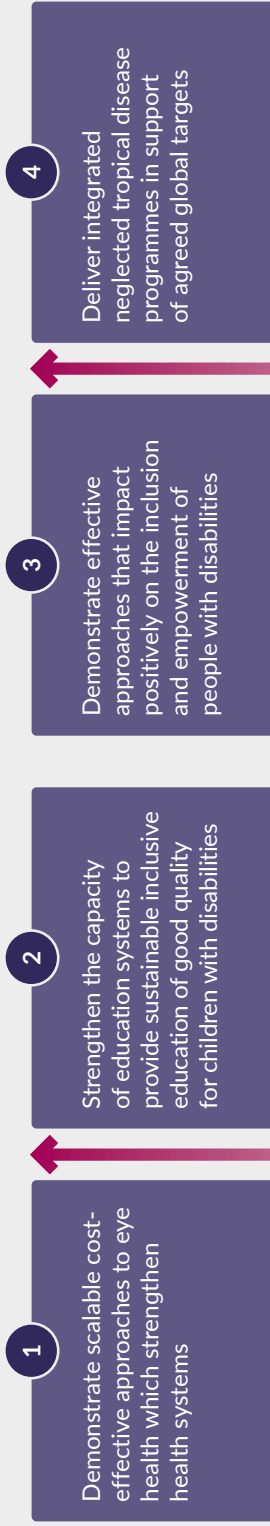 1
Demonstrate scalable cost-
effective approaches to eye
health which strengthen
health systems
2
Strengthen the capacity
of education systems to
provide sustainable inclusive
education of good quality
for children with disabilities
3
Demonstrate effective
approaches that impact
positively on the inclusion
and empowerment of
people with disabilities
4
Deliver integrated
neglected tropical disease
programmes in support
of agreed global targets